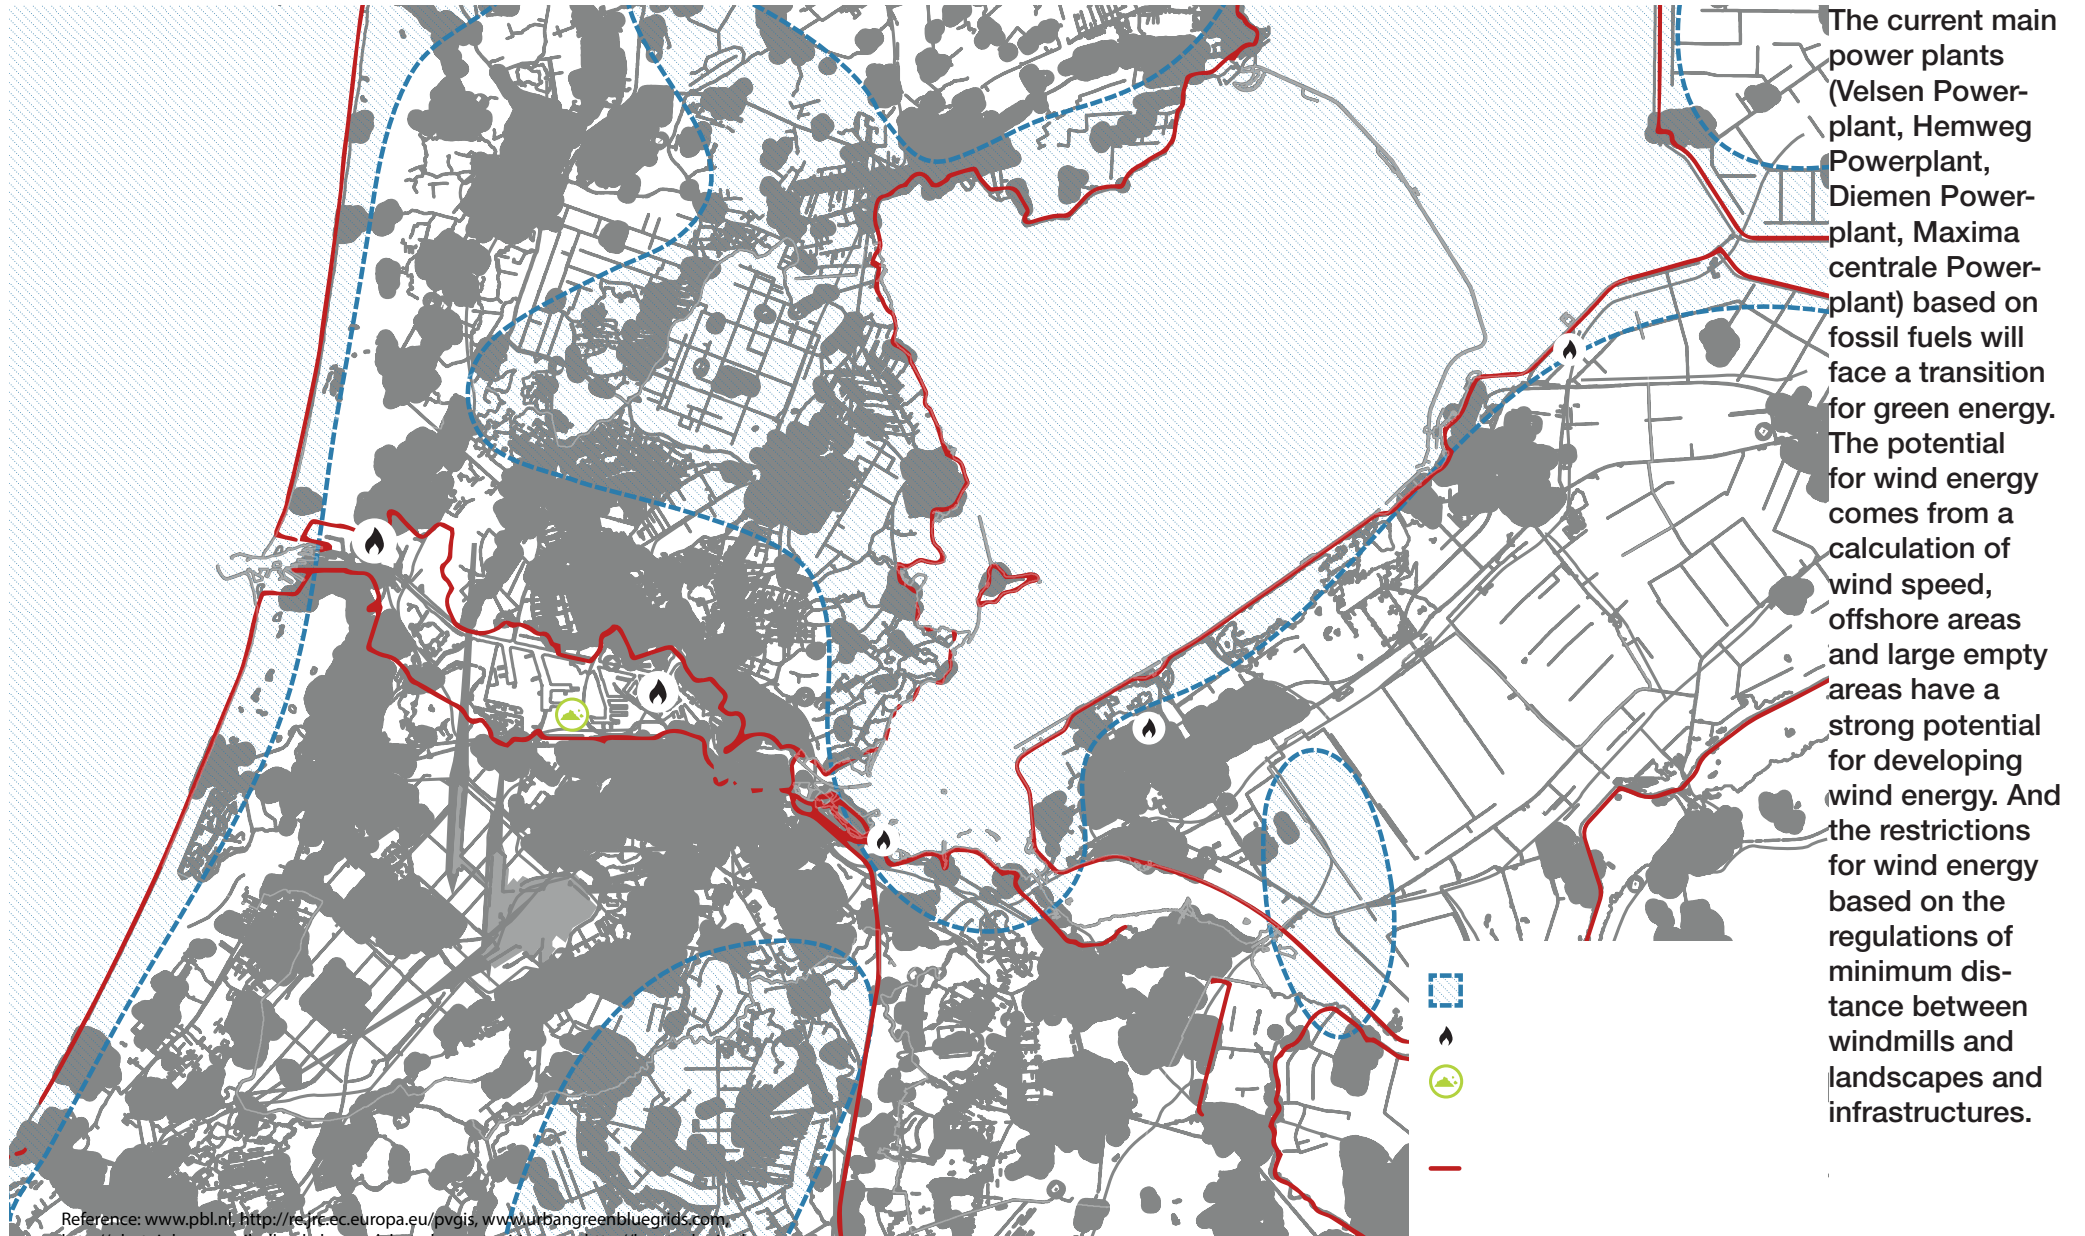 The current main
power plants
(Velsen Power-
plant, Hemweg
Powerplant,
Diemen Power-
plant, Maxima
centrale Power-
plant) based on
fossil fuels will
face a transition
for green energy.
The potential
for wind energy
comes from a
calculation of
wind speed,
offshore areas
and large empty
areas have a
strong potential
for developing
wind energy. And
the restrictions
for wind energy
based on the
regulations of
minimum dis-
tance between
windmills and
landscapes and
infrastructures.
Reference: www.pbl.nl, http://re.jrc.ec.europa.eu/pvgis, www.urbangreenbluegrids.com,